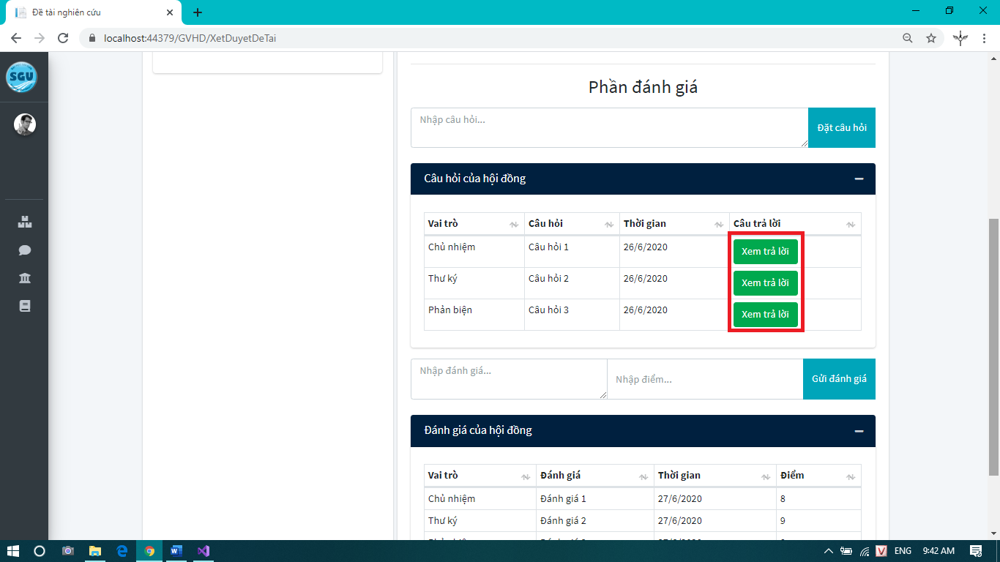 Đề tài nghiên cứu
localhost:44379/GVHD/XetDuyetDeTai
SGU
Phần đánh giá
Nhập câu hỏi...
Đặt câu hỏi
Câu hỏi của hội đồng
Vai trò Câu hỏi Thời gian Câu trả lời
Chủ nhiệm Câu hỏi 1 26/6/2020 Xem trả lời
Thư ký Câu hỏi 2 26/6/2020 Xem trả lời
Phản biện Câu hỏi 3 26/6/2020 Xem trả lời
Nhập đánh giá... Nhập điểm... Gửi đánh giá
Đánh giá của hội đồng
Vai trò Đánh giá Thời gian Điểm
Chủ nhiệm Đánh giá 1 27/6/2020 8
Thư ký Đánh giá 2 27/6/2020 9
ENG 9:42 AM